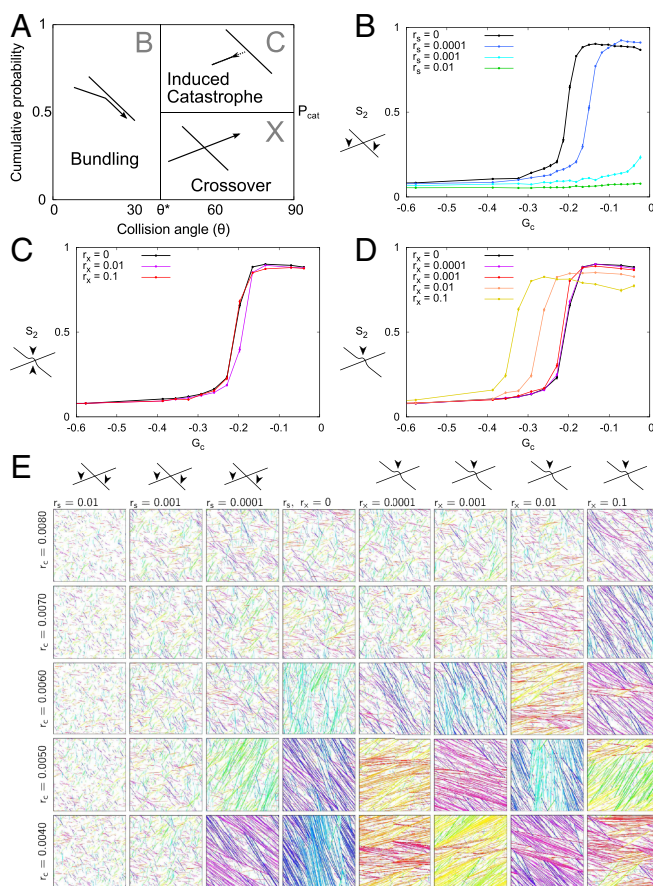 A
Cumulative probability
1
0.5
0
B
C
X
Bundling
Induced
Catastrophe
Crossover
P_cat
0
30
θ*
60
90
Collision angle (θ)
B
r_s = 0
r_s = 0.0001
r_s = 0.001
r_s = 0.01
1
0.5
0
S_2
-0.6 -0.5 -0.4 -0.3 -0.2 -0.1 0
G_c
C
r_x = 0
r_x = 0.01
r_x = 0.1
1
0.5
0
S_2
-0.6 -0.5 -0.4 -0.3 -0.2 -0.1 0
G_c
D
r_x = 0
r_x = 0.0001
r_x = 0.001
r_x = 0.01
r_x = 0.1
1
0.5
0
S_2
-0.6 -0.5 -0.4 -0.3 -0.2 -0.1 0
G_c
E
r_s = 0.01 r_s = 0.001 r_s = 0.0001 r_s, r_x = 0 r_x = 0.0001 r_x = 0.001 r_x = 0.01 r_x = 0.1
r_c = 0.0080
r_c = 0.0070
r_c = 0.0060
r_c = 0.0050
r_c = 0.0040